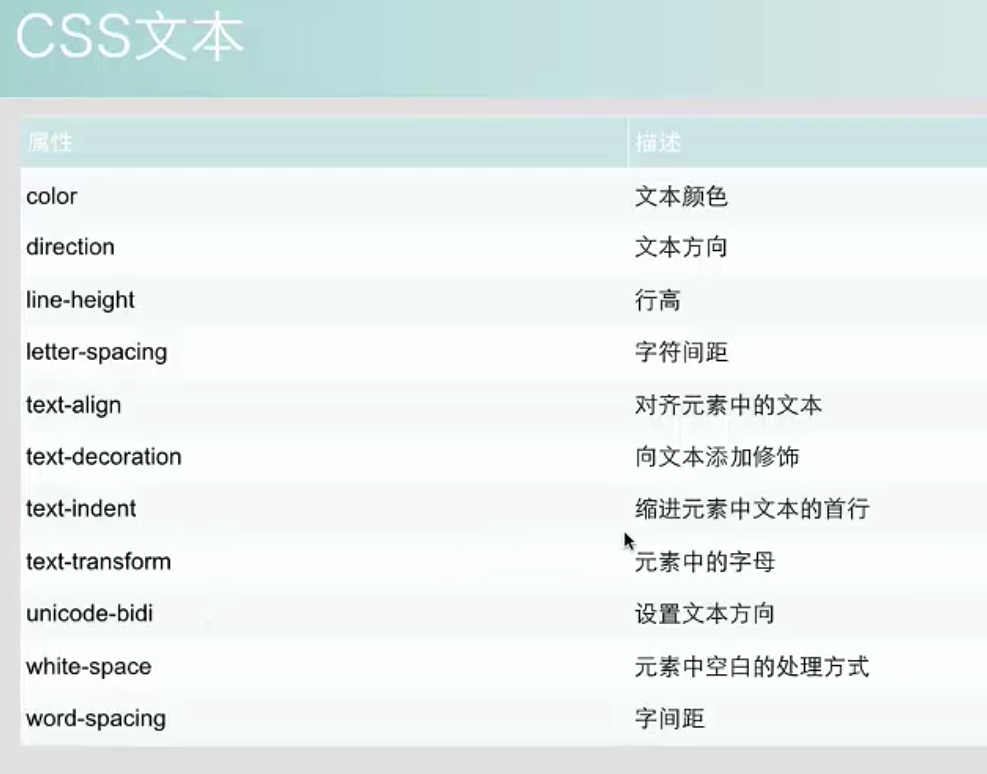 CSS文本
属性 描述
color 文本颜色
direction 文本方向
line-height 行高
letter-spacing 字符间距
text-align 对齐元素中的文本
text-decoration 向文本添加修饰
text-indent 缩进元素中文本的首行
text-transform 元素中的字母
unicode-bidi 设置文本方向
white-space 元素中空白的处理方式
word-spacing 字间距